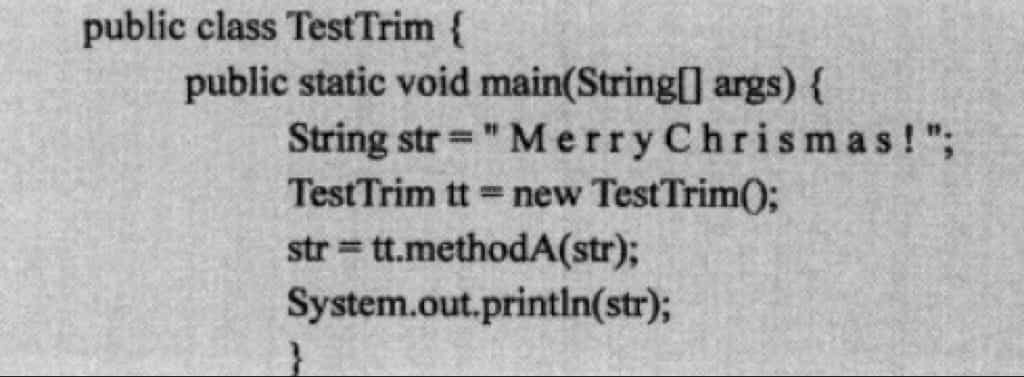 public class TestTrim {
public static void main(String[] args) {
String str = " M e r r y C h r i s m a s ! ";
TestTrim tt = new TestTrim();
str = tt.methodA(str);
System.out.println(str);
}